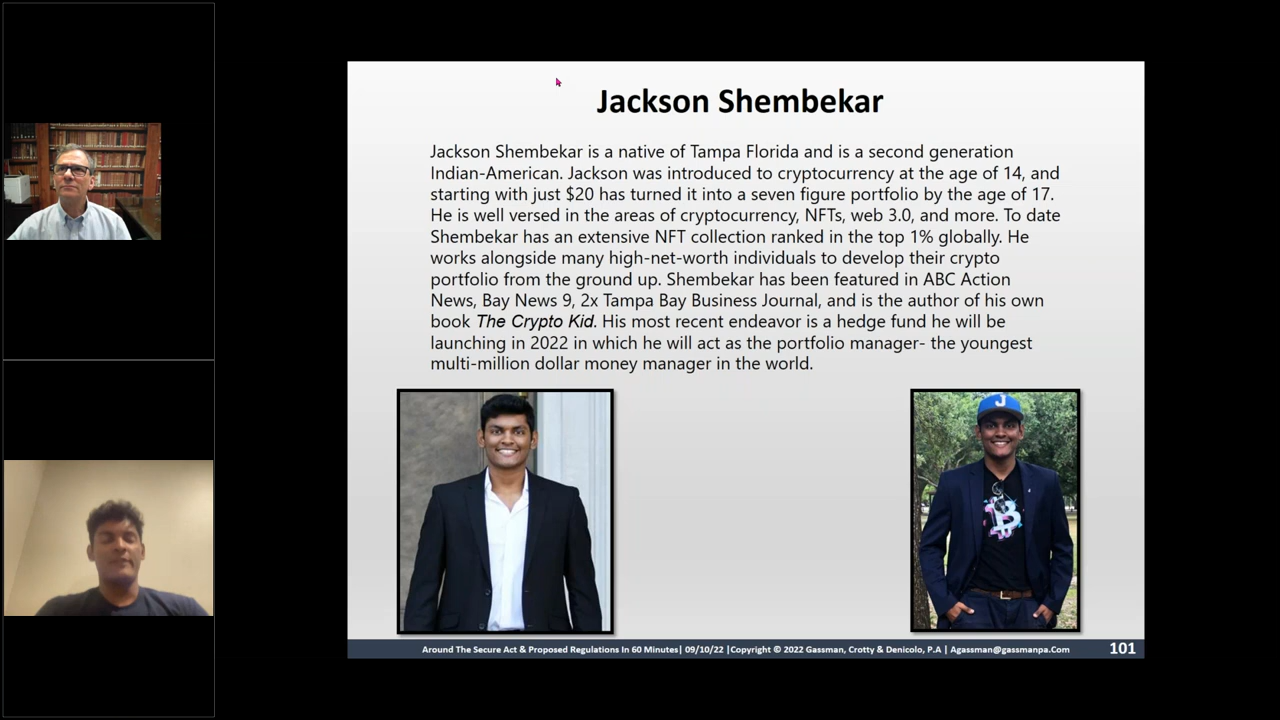 Jackson Shembekar
Jackson Shembekar is a native of Tampa Florida and is a second generation
Indian-American. Jackson was introduced to cryptocurrency at the age of 14, and
starting with just $20 has turned it into a seven figure portfolio by the age of 17.
He is well versed in the areas of cryptocurrency, NFTs, web 3.0, and more. To date
Shembekar has an extensive NFT collection ranked in the top 1% globally. He
works alongside many high-net-worth individuals to develop their crypto
portfolio from the ground up. Shembekar has been featured in ABC Action
News, Bay News 9, 2x Tampa Bay Business Journal, and is the author of his own
book The Crypto Kid. His most recent endeavor is a hedge fund he will be
launching in 2022 in which he will act as the portfolio manager- the youngest
multi-million dollar money manager in the world.
J
B
Around The Secure Act & Proposed Regulations In 60 Minutes| 09/10/22 |Copyright © 2022 Gassman, Crotty & Denicolo, P.A | Agassman@gassmanpa.Com 101